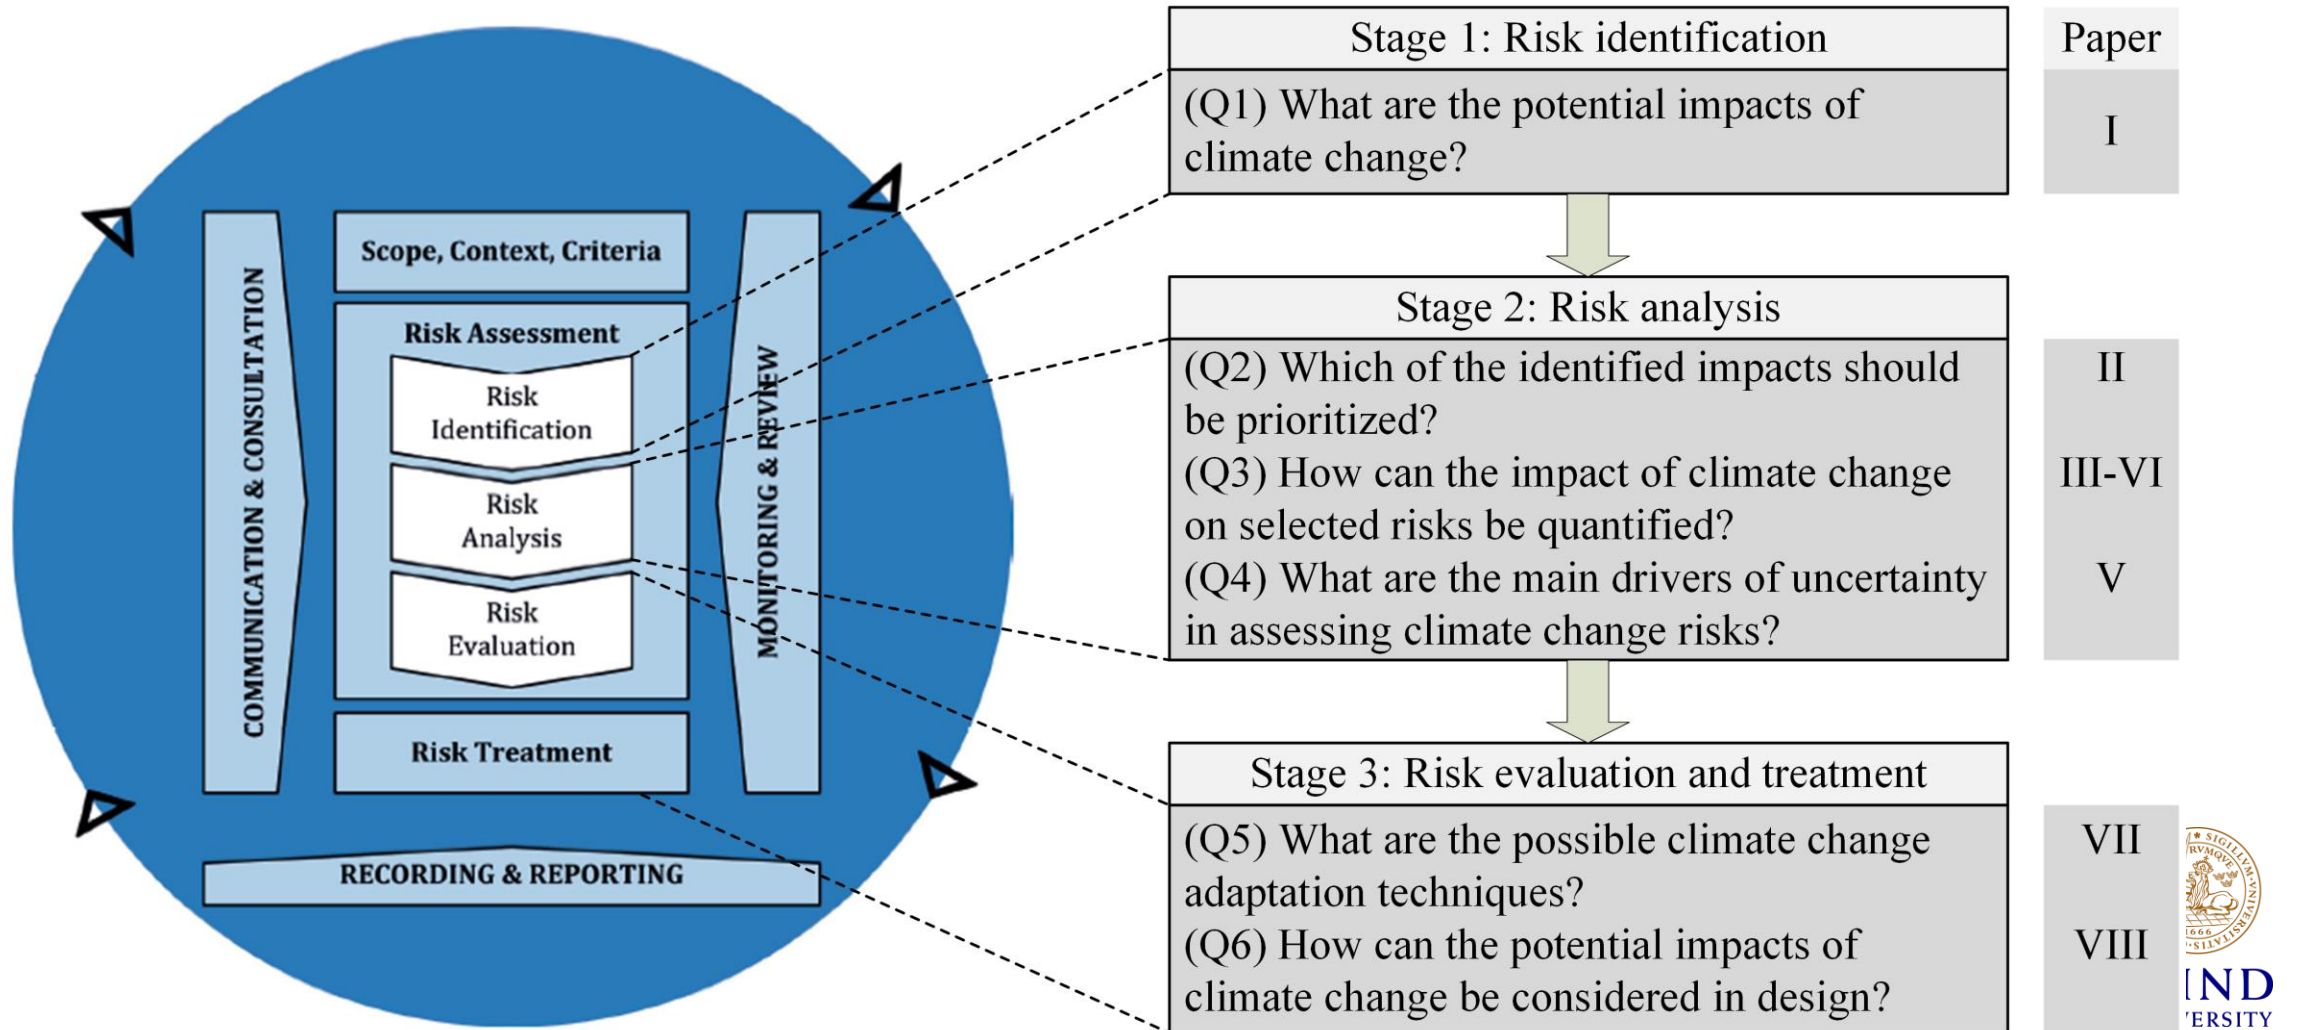 Scope, Context, Criteria
Risk Assessment
Risk
Identification
Risk
Analysis
Risk
Evaluation
Risk Treatment
COMMUNICATION & CONSULTATION
MONITORING & REVIEW
RECORDING & REPORTING
Stage 1: Risk identification
(Q1) What are the potential impacts of
climate change?
Stage 2: Risk analysis
(Q2) Which of the identified impacts should
be prioritized?
(Q3) How can the impact of climate change
on selected risks be quantified?
(Q4) What are the main drivers of uncertainty
in assessing climate change risks?
Stage 3: Risk evaluation and treatment
(Q5) What are the possible climate change
adaptation techniques?
(Q6) How can the potential impacts of
climate change be considered in design?
Paper
I
II
III-VI
V
VII
VIII